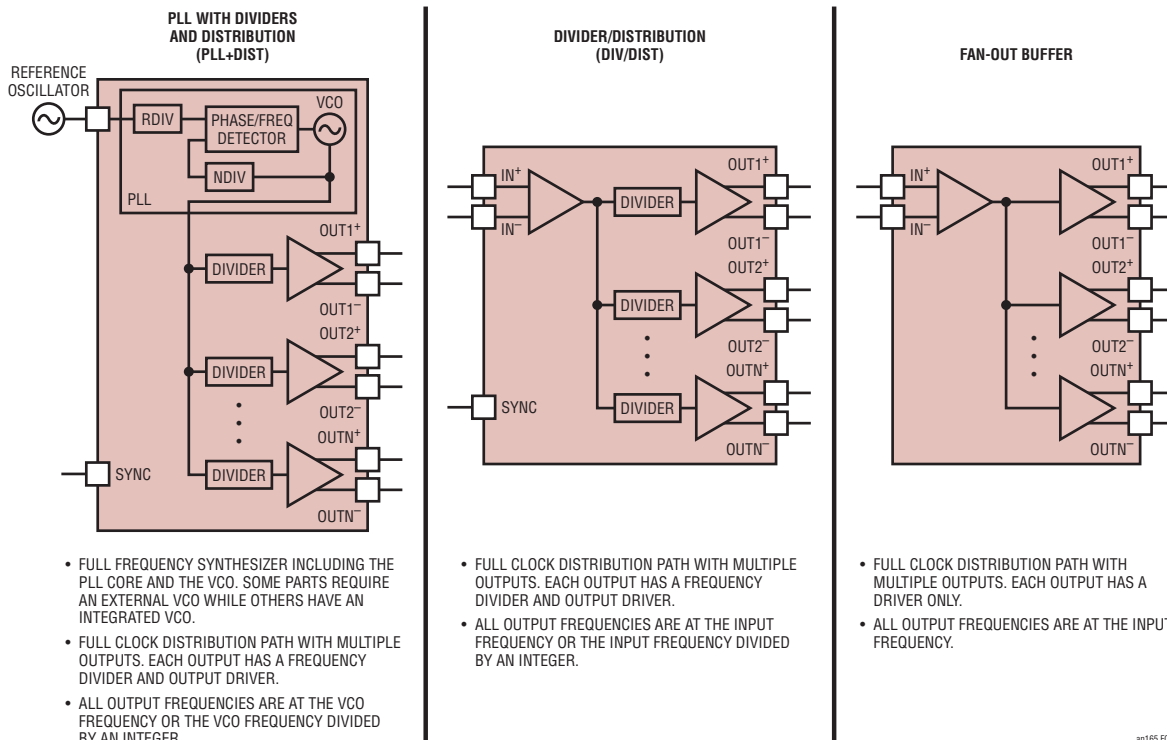 PLL WITH DIVIDERS
AND DISTRIBUTION
(PLL+DIST)
REFERENCE
OSCILLATOR
RDIV
PHASE/FREQ
DETECTOR
VCO
NDIV
PLL
OUT1+
DIVIDER
OUT1–
OUT2+
DIVIDER
OUT2–
OUTN+
SYNC
DIVIDER
OUTN–
• FULL FREQUENCY SYNTHESIZER INCLUDING THE
PLL CORE AND THE VCO. SOME PARTS REQUIRE
AN EXTERNAL VCO WHILE OTHERS HAVE AN
INTEGRATED VCO.
• FULL CLOCK DISTRIBUTION PATH WITH MULTIPLE
OUTPUTS. EACH OUTPUT HAS A FREQUENCY
DIVIDER AND OUTPUT DRIVER.
• ALL OUTPUT FREQUENCIES ARE AT THE VCO
FREQUENCY OR THE VCO FREQUENCY DIVIDED
BY AN INTEGER
DIVIDER/DISTRIBUTION
(DIV/DIST)
IN+
IN–
OUT1+
DIVIDER
OUT1–
OUT2+
DIVIDER
OUT2–
OUTN+
SYNC
DIVIDER
OUTN–
• FULL CLOCK DISTRIBUTION PATH WITH MULTIPLE
OUTPUTS. EACH OUTPUT HAS A FREQUENCY
DIVIDER AND OUTPUT DRIVER.
• ALL OUTPUT FREQUENCIES ARE AT THE INPUT
FREQUENCY OR THE INPUT FREQUENCY DIVIDED
BY AN INTEGER.
FAN-OUT BUFFER
IN+
IN–
OUT1+
OUT1–
OUT2+
OUT2–
OUTN+
OUTN–
• FULL CLOCK DISTRIBUTION PATH WITH
MULTIPLE OUTPUTS. EACH OUTPUT HAS A
DRIVER ONLY.
• ALL OUTPUT FREQUENCIES ARE AT THE INPUT
FREQUENCY.